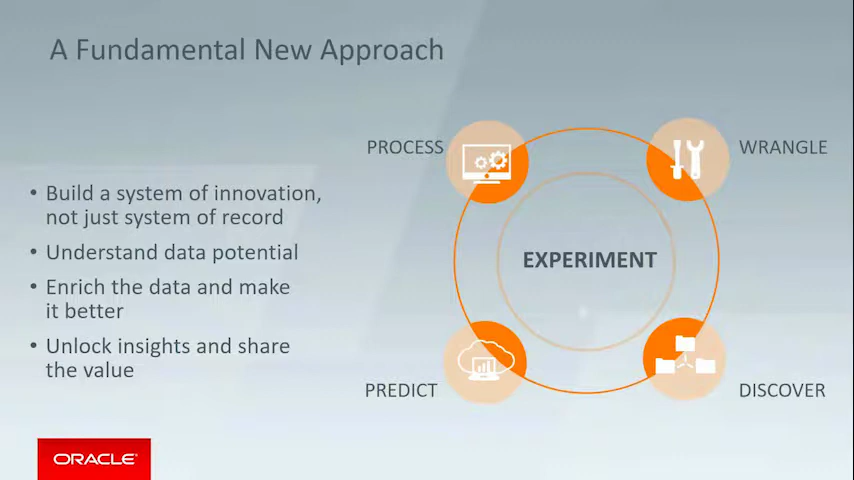 A Fundamental New Approach
• Build a system of innovation,
not just system of record
• Understand data potential
• Enrich the data and make
it better
• Unlock insights and share
the value
PROCESS
WRANGLE
EXPERIMENT
PREDICT
DISCOVER
ORACLE